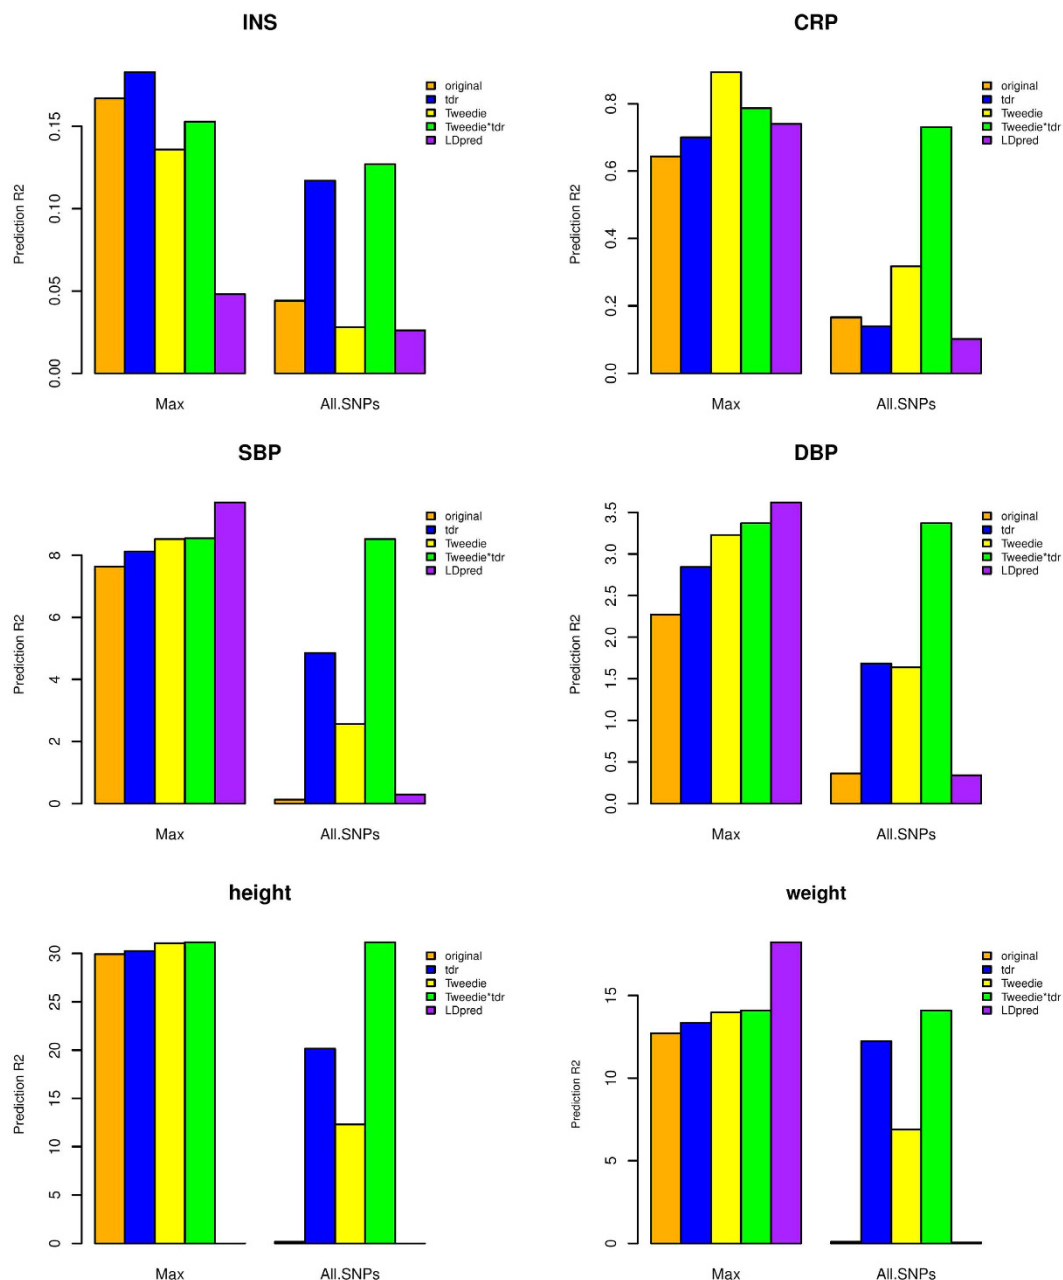 INS
Prediction R2
0.00
0.05
0.10
0.15
original
tdr
Tweedie
Tweedie*tdr
LDpred
Max
All.SNPs
CRP
Prediction R2
0.0
0.2
0.4
0.6
0.8
original
tdr
Tweedie
Tweedie*tdr
LDpred
Max
All.SNPs
SBP
Prediction R2
0
2
4
6
8
original
tdr
Tweedie
Tweedie*tdr
LDpred
Max
All.SNPs
DBP
Prediction R2
0.0
0.5
1.0
1.5
2.0
2.5
3.0
3.5
original
tdr
Tweedie
Tweedie*tdr
LDpred
Max
All.SNPs
height
Prediction R2
0
5
10
15
20
25
30
original
tdr
Tweedie
Tweedie*tdr
LDpred
Max
All.SNPs
weight
Prediction R2
0
5
10
15
original
tdr
Tweedie
Tweedie*tdr
LDpred
Max
All.SNPs